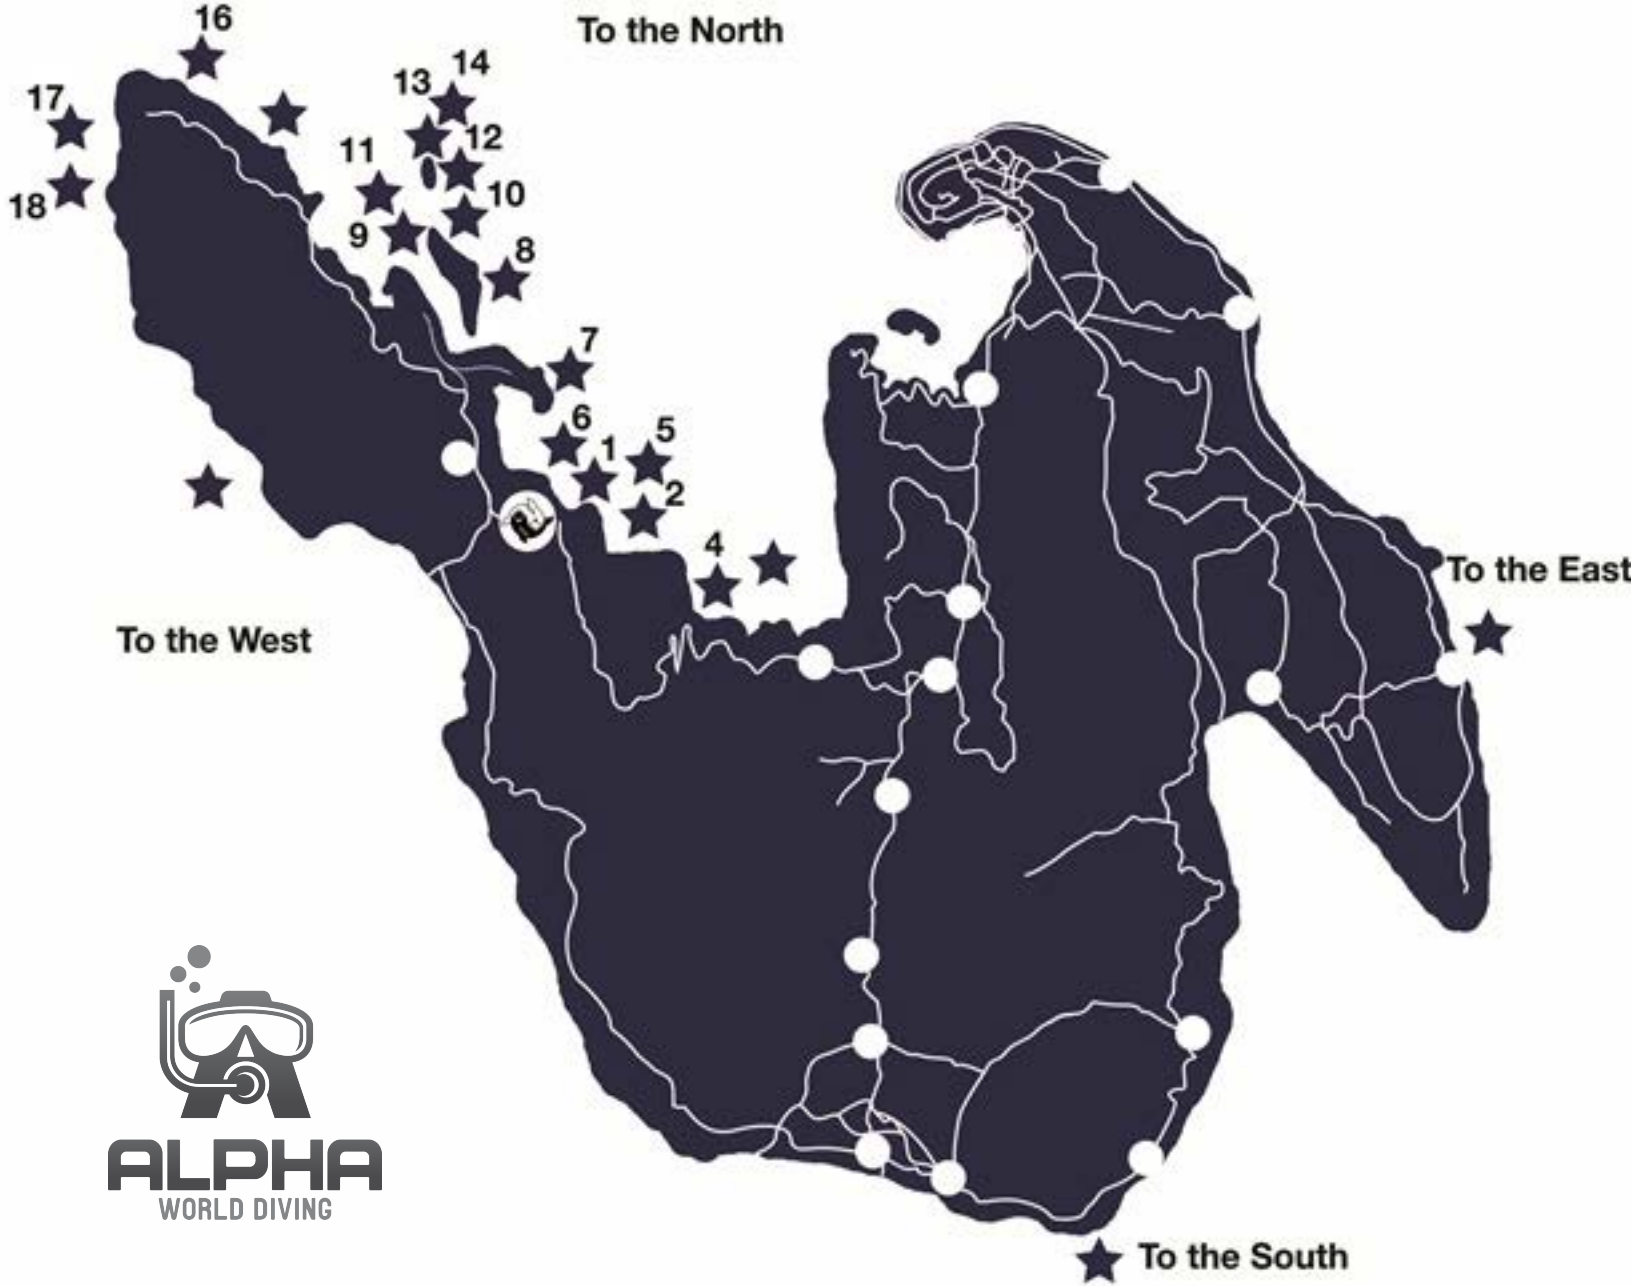 16
To the North
14
13
17
12
11
10
18
9
8
7
6
5
1
2
4
To the East
To the West
ALPHA
WORLD DIVING
To the South